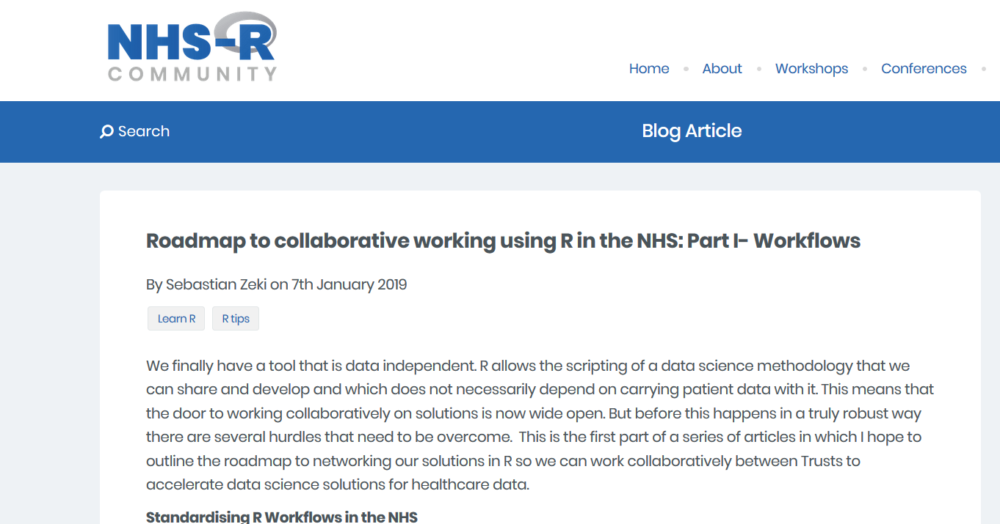 NHS-R
COMMUNITY
Home • About • Workshops • Conferences •
Search
Blog Article
Roadmap to collaborative working using R in the NHS: Part I- Workflows
By Sebastian Zeki on 7th January 2019
Learn R R tips
We finally have a tool that is data independent. R allows the scripting of a data science methodology that we
can share and develop and which does not necessarily depend on carrying patient data with it. This means that
the door to working collaboratively on solutions is now wide open. But before this happens in a truly robust way
there are several hurdles that need to be overcome.  This is the first part of a series of articles in which I hope to
outline the roadmap to networking our solutions in R so we can work collaboratively between Trusts to
accelerate data science solutions for healthcare data.
Standardising R Workflows in the NHS